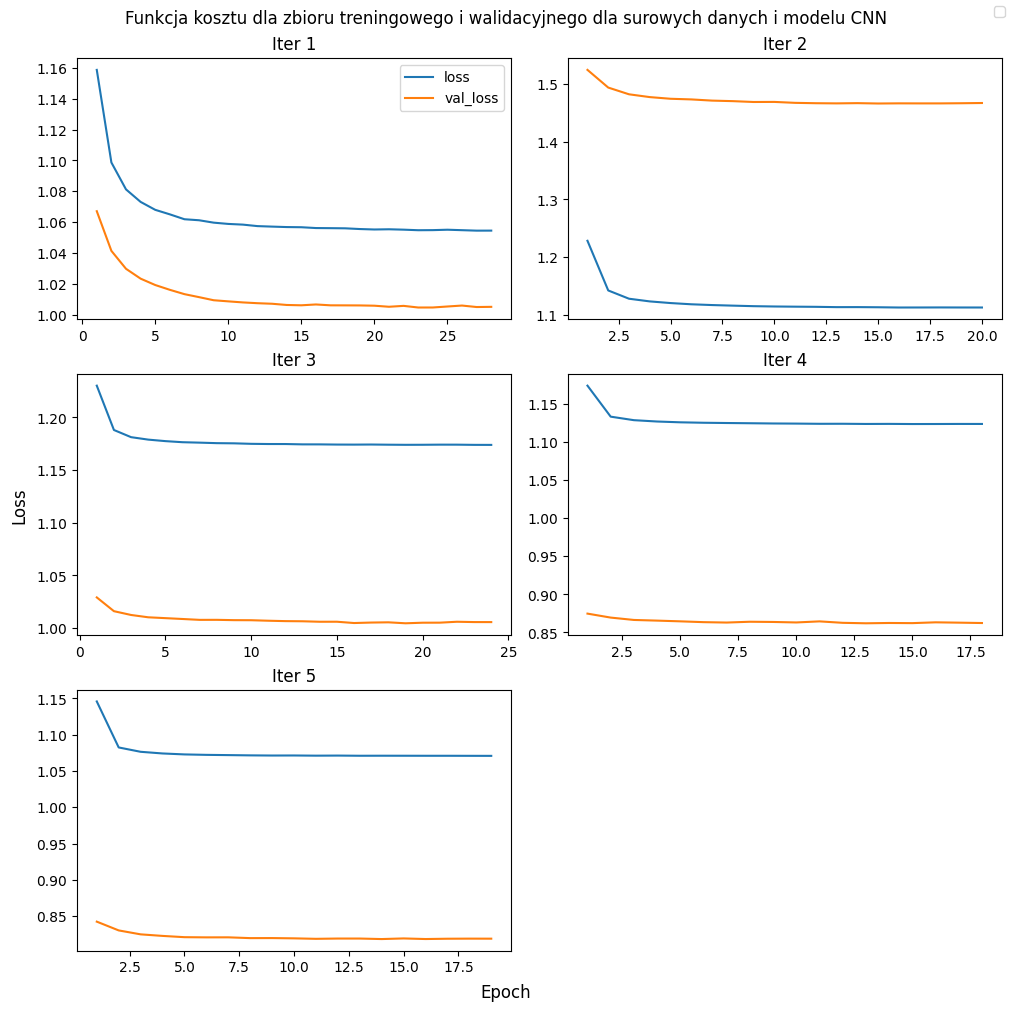 Funkcja kosztu dla zbioru treningowego i walidacyjnego dla surowych danych i modelu CNN
Iter 1
1.16
1.14
1.12
1.10
1.08
1.06
1.04
1.02
1.00
0 5 10 15 20 25
loss
val_loss
Iter 2
1.5
1.4
1.3
1.2
1.1
2.5 5.0 7.5 10.0 12.5 15.0 17.5 20.0
Iter 3
1.20
1.15
1.10
1.05
1.00
0 5 10 15 20 25
Iter 4
1.15
1.10
1.05
1.00
0.95
0.90
0.85
2.5 5.0 7.5 10.0 12.5 15.0 17.5
Loss
Iter 5
1.15
1.10
1.05
1.00
0.95
0.90
0.85
2.5 5.0 7.5 10.0 12.5 15.0 17.5
Epoch